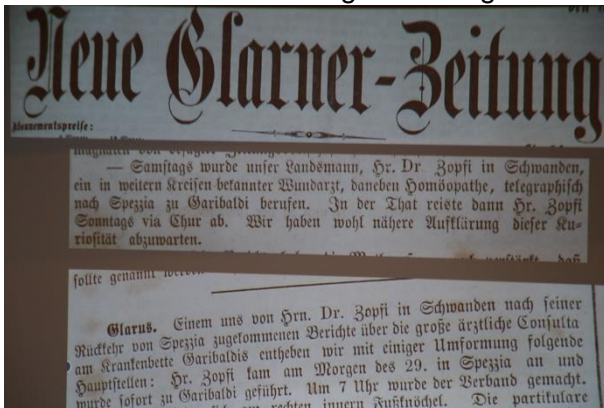 Neue Glarner-Zeitung
Abonnementspreise:
— Samstags wurde unser Landsmann, Hr. Dr. Zopfi in Schwanden,
ein in weitern Kreisen bekannter Wundarzt, daneben Homöopathe, telegraphisch
nach Spezzia zu Garibaldi berufen. In der That reiste dann Hr. Zopfi
Sonntags via Chur ab. Wir haben wohl nähere Aufklärung dieser Ku-
riosität abzuwarten.
sollte genannt werden
Glarus. Einem uns von Hrn. Dr. Zopfi in Schwanden nach seiner
Rückkehr von Spezzia zugekommenen Berichte über die große ärztliche Consulta
am Krankenbette Garibaldis entheben wir mit einiger Umformung folgende
Hauptstellen: Hr. Zopfi kam am Morgen des 29. in Spezzia an und
wurde sofort zu Garibaldi geführt. Um 7 Uhr wurde der Verband gemacht.
am rechten innern Fußknöchel. Die partikulare